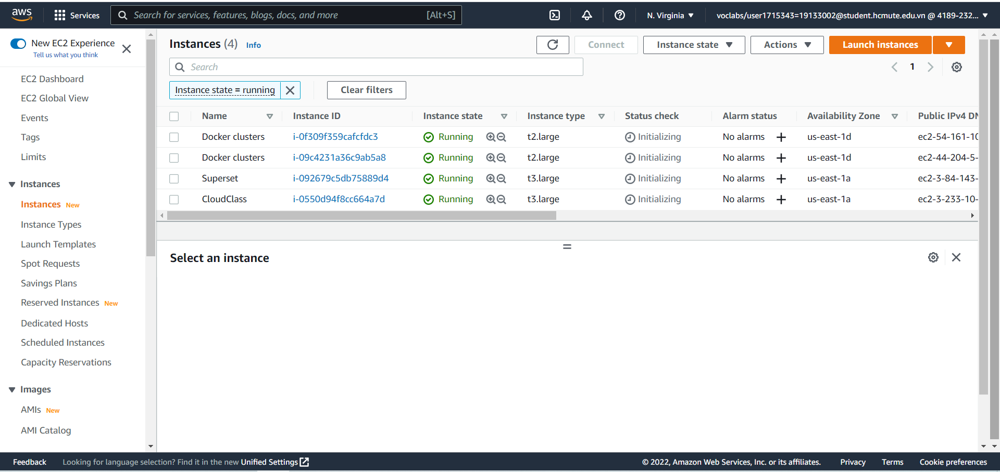 aws
Services
Search for services, features, blogs, docs, and more [Alt+S]
N. Virginia
voclabs/user1715343=19133002@student.hcmute.edu.vn @ 4189-232...
New EC2 Experience
Tell us what you think
EC2 Dashboard
EC2 Global View
Events
Tags
Limits
Instances
Instances New
Instance Types
Launch Templates
Spot Requests
Savings Plans
Reserved Instances New
Dedicated Hosts
Scheduled Instances
Capacity Reservations
Images
AMIs New
AMI Catalog
Instances (4) Info
Connect
Instance state
Actions
Launch instances
Search
1
Instance state = running
Clear filters
Name Instance ID Instance state Instance type Status check Alarm status Availability Zone Public IPv4 DN
Docker clusters i-0f309f359cafcfdc3 Running t2.large Initializing No alarms + us-east-1d ec2-54-161-10
Docker clusters i-09c4231a36c9ab5a8 Running t2.large Initializing No alarms + us-east-1d ec2-44-204-5-
Superset i-092679c5db75889d4 Running t3.large Initializing No alarms + us-east-1a ec2-3-84-143-
CloudClass i-0550d94f8cc664a7d Running t3.large Initializing No alarms + us-east-1a ec2-3-233-10-
Select an instance
Feedback
Looking for language selection? Find it in the new Unified Settings
© 2022, Amazon Web Services, Inc. or its affiliates.
Privacy
Terms
Cookie preferences